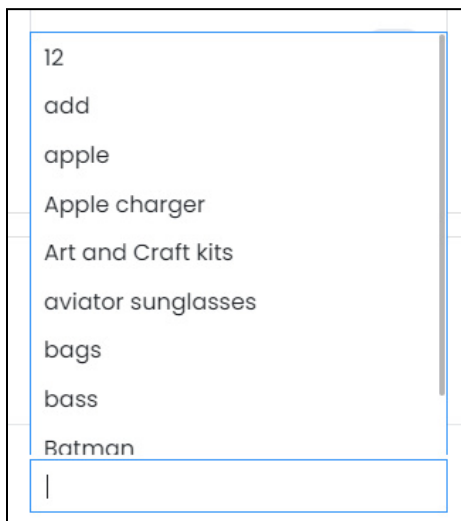 12
add
apple
Apple charger
Art and Craft kits
aviator sunglasses
bags
bass
Batman